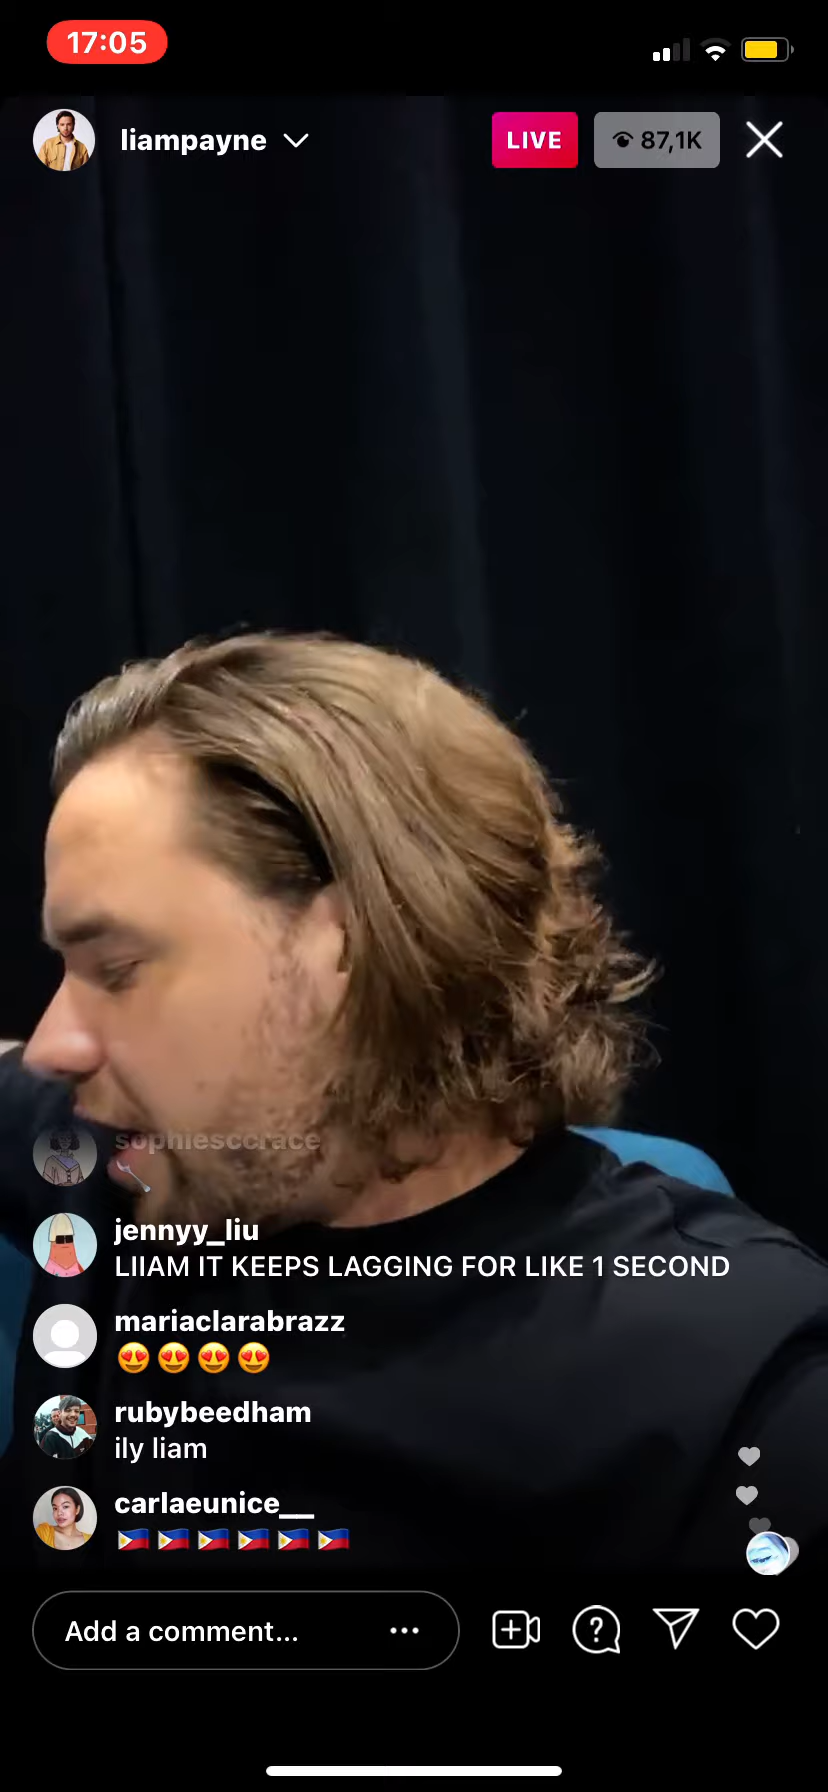 17:05
liampayne
LIVE
87,1K
sophiesccrace
jennyy_liu
LIIAM IT KEEPS LAGGING FOR LIKE 1 SECOND
mariaclarabrazz
😍😍😍😍
rubybeedham
ily liam
carlaeunice__
🇵🇭🇵🇭🇵🇭🇵🇭🇵🇭🇵🇭
Add a comment...